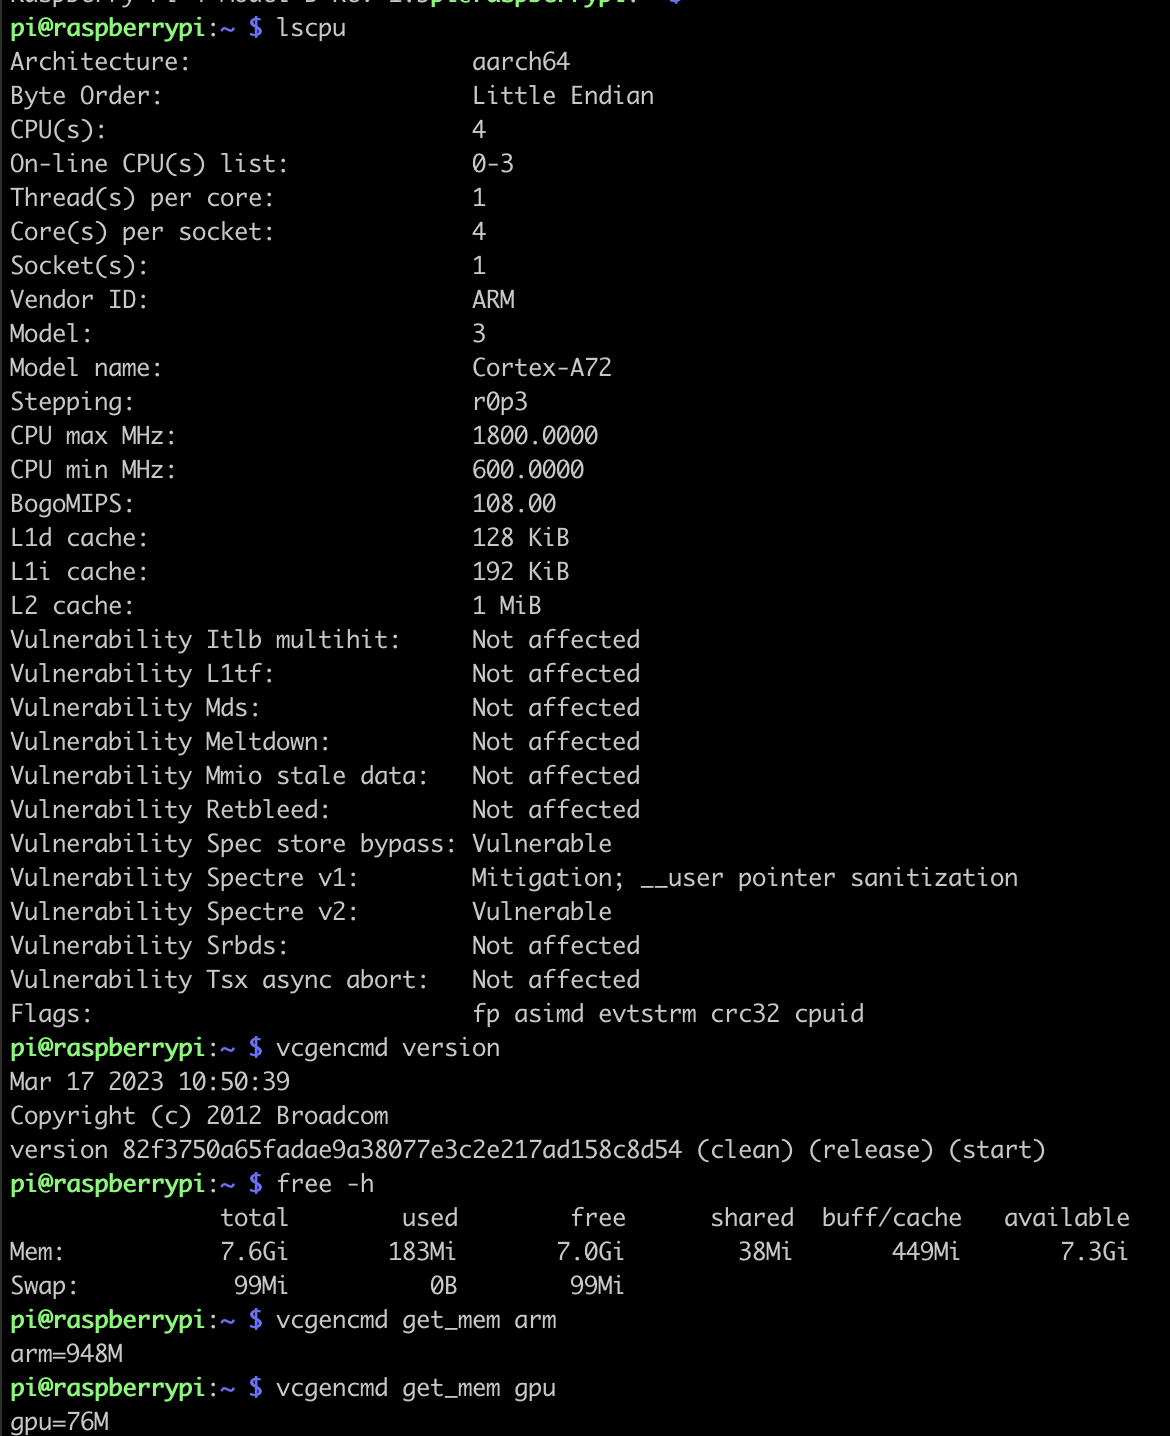 pi@raspberrypi:~ $ lscpu
Architecture: aarch64
Byte Order: Little Endian
CPU(s): 4
On-line CPU(s) list: 0-3
Thread(s) per core: 1
Core(s) per socket: 4
Socket(s): 1
Vendor ID: ARM
Model: 3
Model name: Cortex-A72
Stepping: r0p3
CPU max MHz: 1800.0000
CPU min MHz: 600.0000
BogoMIPS: 108.00
L1d cache: 128 KiB
L1i cache: 192 KiB
L2 cache: 1 MiB
Vulnerability Itlb multihit: Not affected
Vulnerability L1tf: Not affected
Vulnerability Mds: Not affected
Vulnerability Meltdown: Not affected
Vulnerability Mmio stale data: Not affected
Vulnerability Retbleed: Not affected
Vulnerability Spec store bypass: Vulnerable
Vulnerability Spectre v1: Mitigation; __user pointer sanitization
Vulnerability Spectre v2: Vulnerable
Vulnerability Srbds: Not affected
Vulnerability Tsx async abort: Not affected
Flags: fp asimd evtstrm crc32 cpuid
pi@raspberrypi:~ $ vcgencmd version
Mar 17 2023 10:50:39
Copyright (c) 2012 Broadcom
version 82f3750a65fadae9a38077e3c2e217ad158c8d54 (clean) (release) (start)
pi@raspberrypi:~ $ free -h
total used free shared buff/cache available
Mem: 7.6Gi 183Mi 7.0Gi 38Mi 449Mi 7.3Gi
Swap: 99Mi 0B 99Mi
pi@raspberrypi:~ $ vcgencmd get_mem arm
arm=948M
pi@raspberrypi:~ $ vcgencmd get_mem gpu
gpu=76M